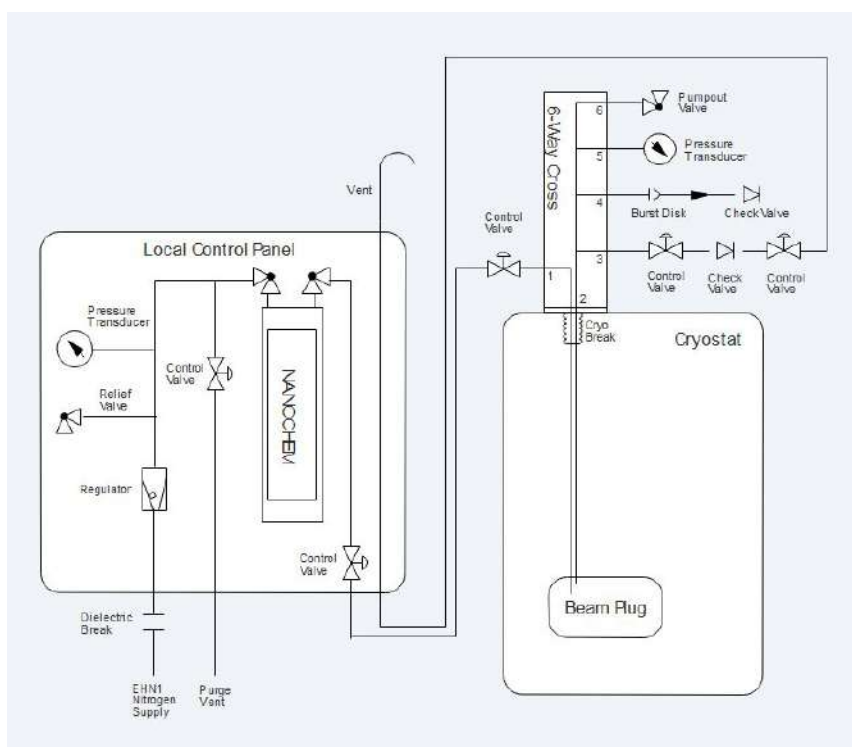 6-Way Cross
6
Pumpout
Valve
5
Pressure
Transducer
4
Burst Disk
Check Valve
3
Control
Valve
Check
Valve
Control
Valve
Control
Valve
1
2
Cryo
Break
Cryostat
Beam Plug
Vent
Local Control Panel
Pressure
Transducer
Control
Valve
Relief
Valve
NANOCHEM
Regulator
Control
Valve
Dielectric
Break
EHN1
Nitrogen
Supply
Purge
Vent